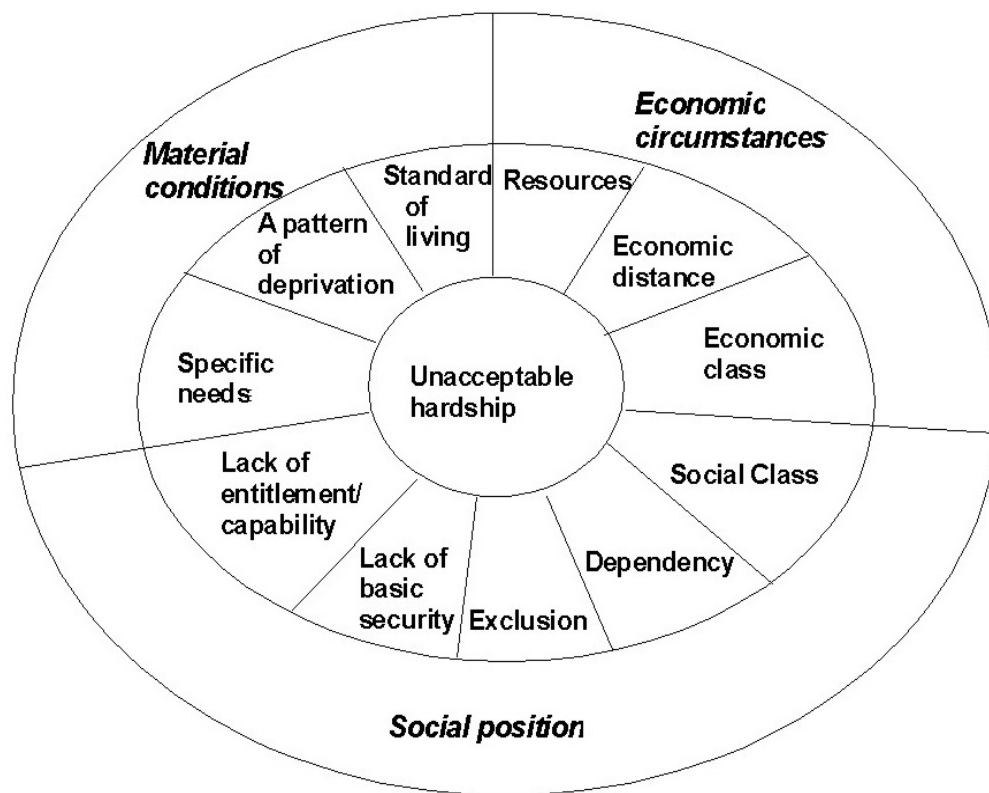 Economic
circumstances
Material
conditions
Standard
of
living
Resources
A pattern
of
deprivation
Economic
distance
Specific
needs
Unacceptable
hardship
Economic
class
Lack of
entitlement/
capability
Social Class
Lack of
basic
security
Exclusion
Dependency
Social position